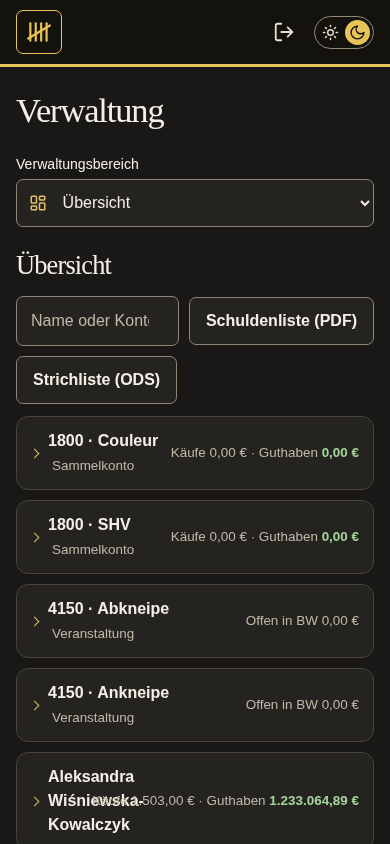 Verwaltung
Verwaltungsbereich
Übersicht
Übersicht
Name oder Kont
Schuldenliste (PDF)
Strichliste (ODS)
1800 · Couleur
Sammelkonto
Käufe 0,00 € · Guthaben 0,00 €
1800 · SHV
Sammelkonto
Käufe 0,00 € · Guthaben 0,00 €
4150 · Abkneipe
Veranstaltung
Offen in BW 0,00 €
4150 · Ankneipe
Veranstaltung
Offen in BW 0,00 €
Aleksandra
Wiśniewska-
Kowalczyk
503,00 € · Guthaben 1.233.064,89 €